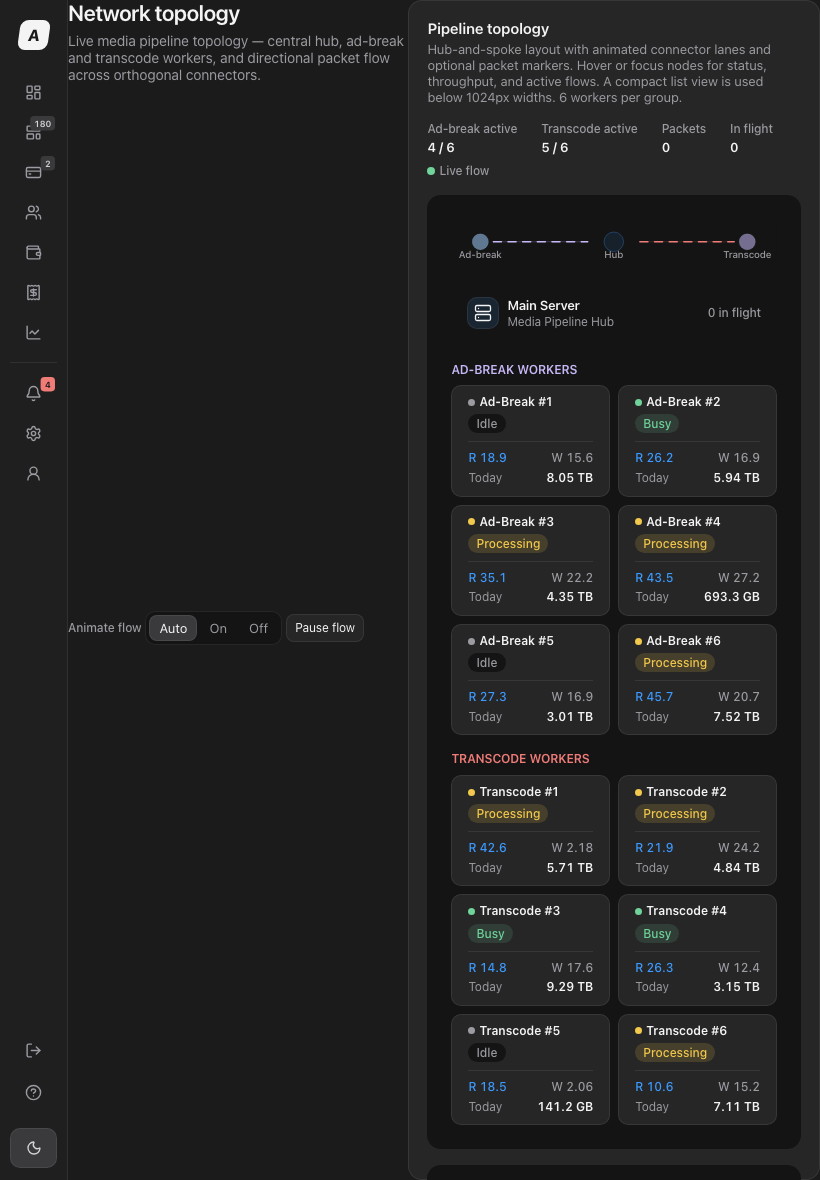 A
180
2
4
Network topology
Live media pipeline topology — central hub, ad-break
and transcode workers, and directional packet flow
across orthogonal connectors.
Animate flow
Auto
On
Off
Pause flow
Pipeline topology
Hub-and-spoke layout with animated connector lanes and
optional packet markers. Hover or focus nodes for status,
throughput, and active flows. A compact list view is used
below 1024px widths. 6 workers per group.
Ad-break active
4 / 6
Transcode active
5 / 6
Packets
0
In flight
0
Live flow
Ad-break
Hub
Transcode
Main Server
Media Pipeline Hub
0 in flight
AD-BREAK WORKERS
Ad-Break #1
Idle
R 18.9 W 15.6
Today 8.05 TB
Ad-Break #2
Busy
R 26.2 W 16.9
Today 5.94 TB
Ad-Break #3
Processing
R 35.1 W 22.2
Today 4.35 TB
Ad-Break #4
Processing
R 43.5 W 27.2
Today 693.3 GB
Ad-Break #5
Idle
R 27.3 W 16.9
Today 3.01 TB
Ad-Break #6
Processing
R 45.7 W 20.7
Today 7.52 TB
TRANSCODE WORKERS
Transcode #1
Processing
R 42.6 W 2.18
Today 5.71 TB
Transcode #2
Processing
R 21.9 W 24.2
Today 4.84 TB
Transcode #3
Busy
R 14.8 W 17.6
Today 9.29 TB
Transcode #4
Busy
R 26.3 W 12.4
Today 3.15 TB
Transcode #5
Idle
R 18.5 W 2.06
Today 141.2 GB
Transcode #6
Processing
R 10.6 W 15.2
Today 7.11 TB